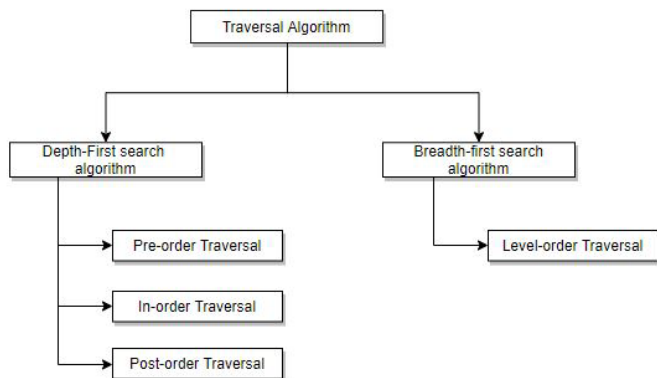 Traversal Algorithm
Depth-First search
algorithm
Breadth-first search
algorithm
Pre-order Traversal
Level-order Traversal
In-order Traversal
Post-order Traversal